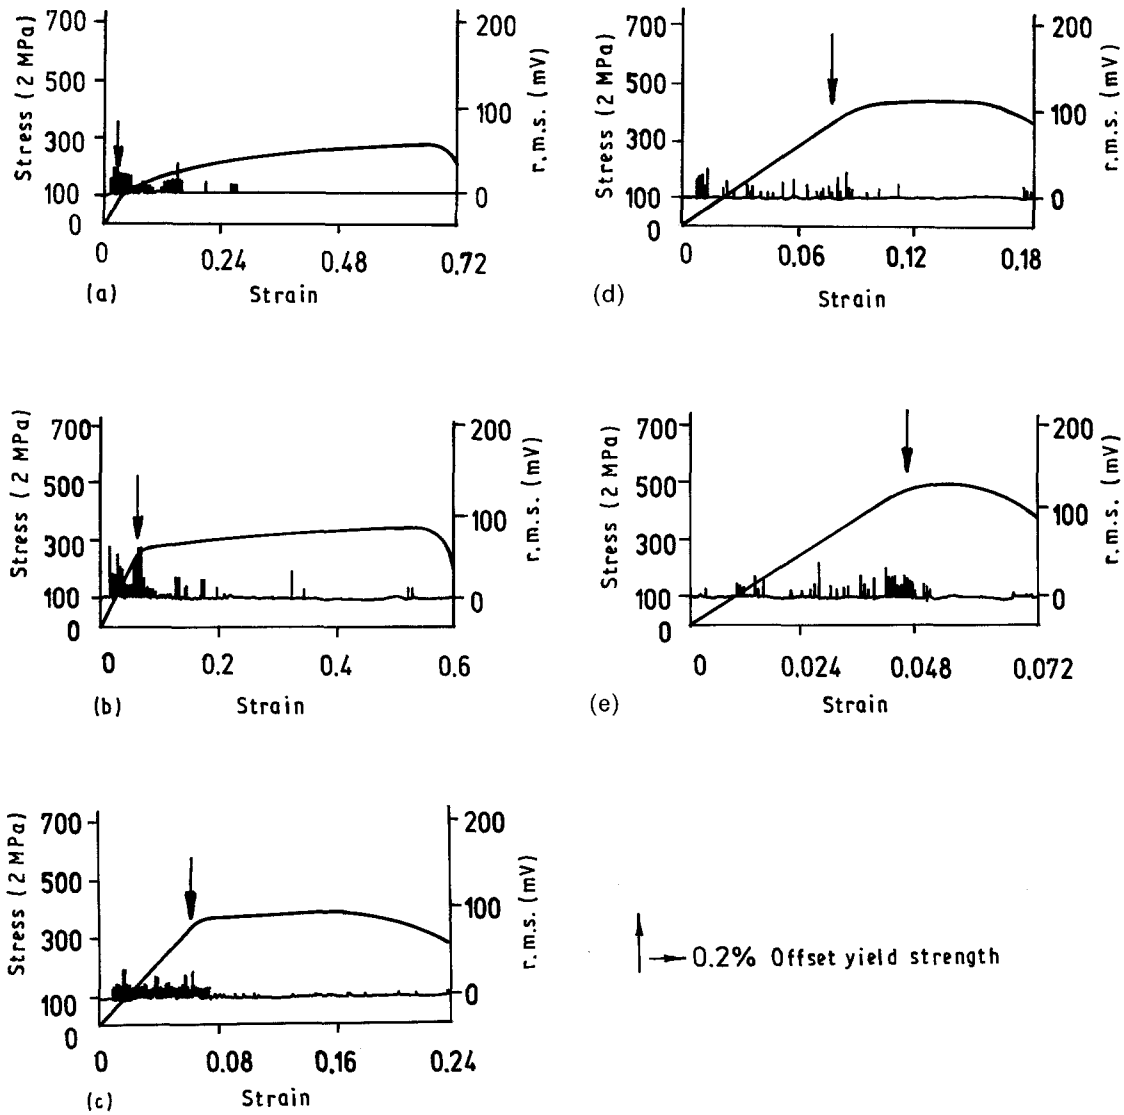 Stress (2 MPa)
700
500
300
100
0
200
100
0
r.m.s. (mV)
0 0.24 0.48 0.72
(a) Strain
Stress (2 MPa)
700
500
300
100
0
200
100
0
r.m.s. (mV)
0 0.06 0.12 0.18
(d) Strain
Stress (2 MPa)
700
500
300
100
0
200
100
0
r.m.s. (mV)
0 0.2 0.4 0.6
(b) Strain
Stress (2 MPa)
700
500
300
100
0
200
100
0
r.m.s. (mV)
0 0.024 0.048 0.072
(e) Strain
Stress (2 MPa)
700
500
300
100
0
200
100
0
r.m.s. (mV)
0 0.08 0.16 0.24
(c) Strain
0.2% Offset yield strength